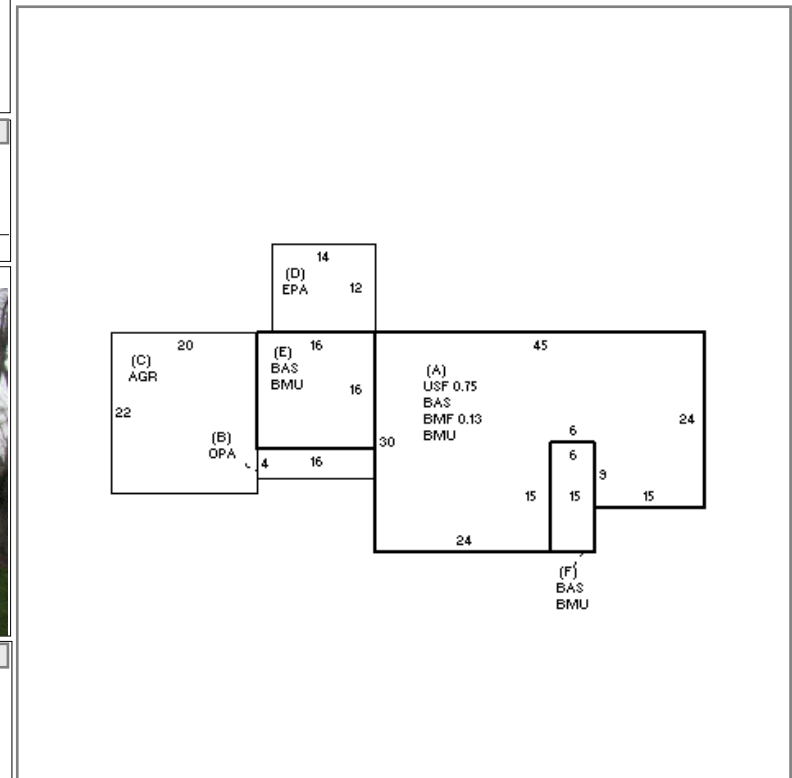 14
(D)
EPA
12
20
(C)
AGR
22
16
(E)
BAS
BMU
16
45
(A)
USF 0.75
BAS
BMF 0.13
BMU
24
30
(B)
OPA
4
16
6
6
9
15
15
15
24
(F)
BAS
BMU